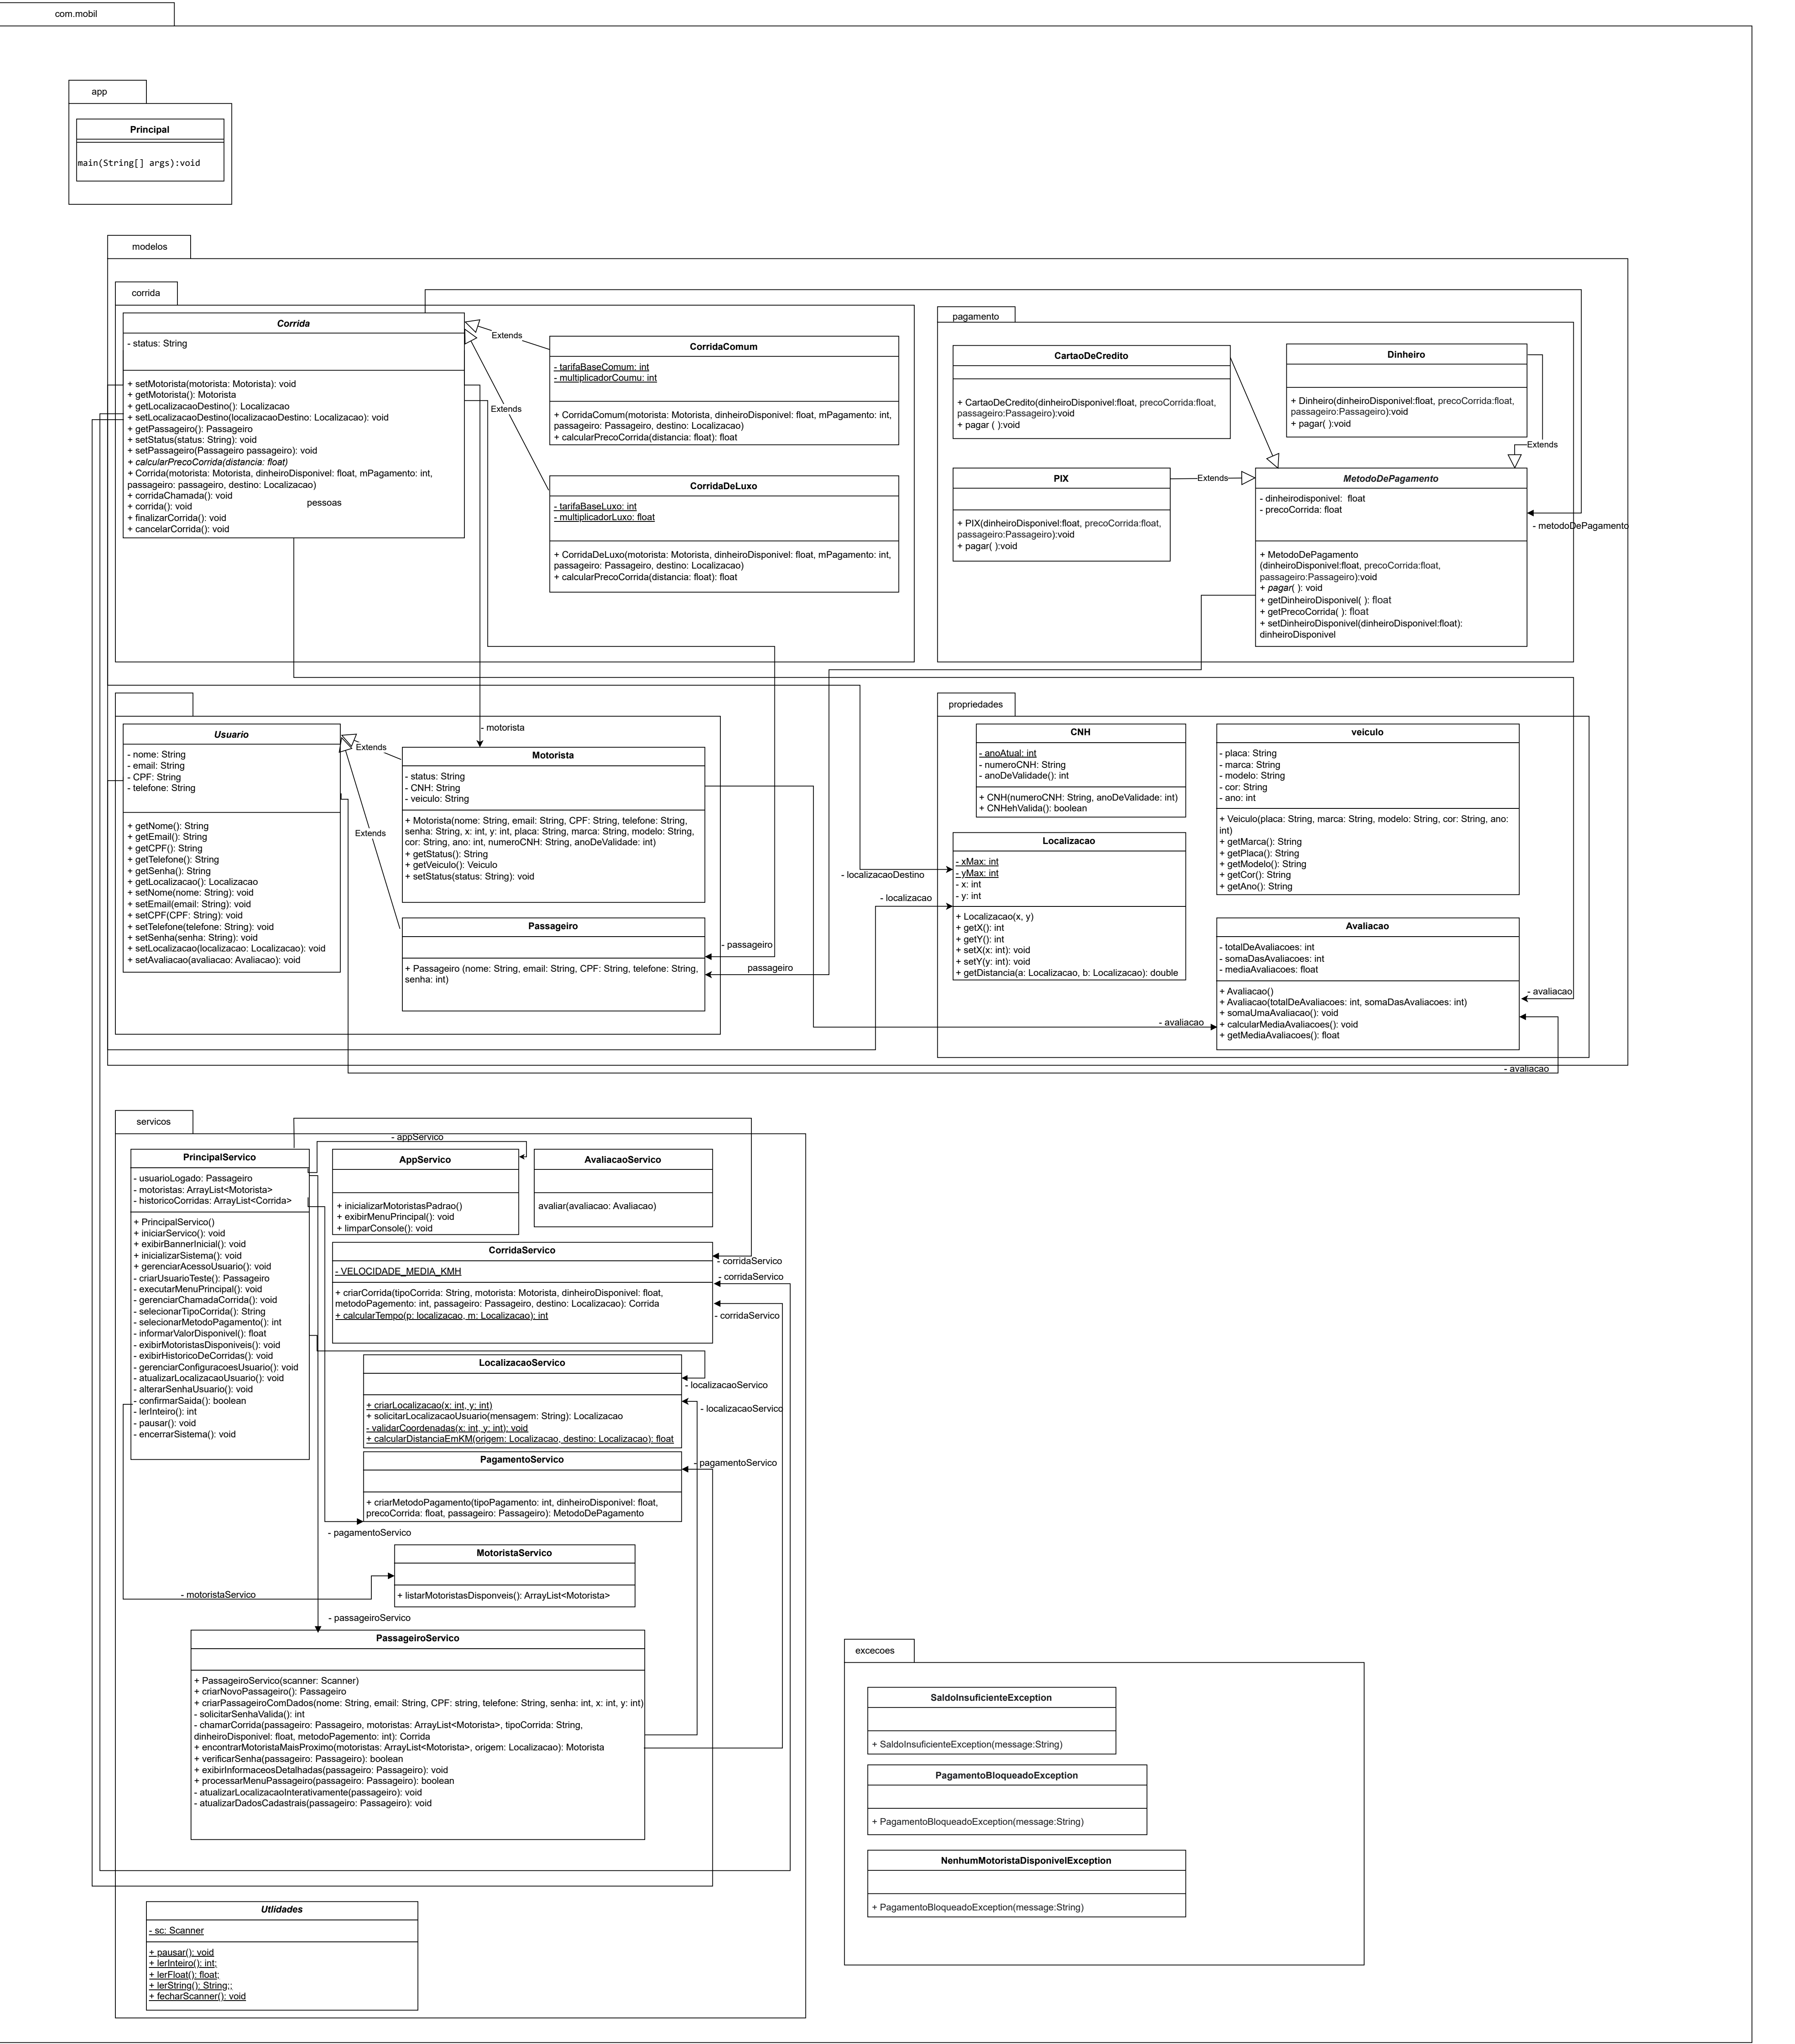 com.mobil
app
Principal
main(String[] args):void
modelos
corrida
Corrida
- status: String
+ setMotorista(motorista: Motorista): void
+ getMotorista(): Motorista
+ getLocalizacaoDestino(): Localizacao
+ setLocalizacaoDestino(localizacaoDestino: Localizacao): void
+ getPassageiro(): Passageiro
+ setStatus(status: String): void
+ setPassageiro(Passageiro passageiro): void
+ calcularPrecoCorrida(distancia: float)
+ Corrida(motorista: Motorista, dinheiroDisponivel: float, mPagamento: int,
passageiro: passageiro, destino: Localizacao)
+ corridaChamada(): void
+ corrida(): void
+ finalizarCorrida(): void
+ cancelarCorrida(): void
pessoas
Extends
Extends
CorridaComum
- tarifaBaseComum: int
- multiplicadorCoumu: int
+ CorridaComum(motorista: Motorista, dinheiroDisponivel: float, mPagamento: int,
passageiro: Passageiro, destino: Localizacao)
+ calcularPrecoCorrida(distancia: float): float
CorridaDeLuxo
- tarifaBaseLuxo: int
- multiplicadorLuxo: float
+ CorridaDeLuxo(motorista: Motorista, dinheiroDisponivel: float, mPagamento: int,
passageiro: Passageiro, destino: Localizacao)
+ calcularPrecoCorrida(distancia: float): float
pagamento
CartaoDeCredito
+ CartaoDeCredito(dinheiroDisponivel:float, precoCorrida:float,
passageiro:Passageiro):void
+ pagar ( ):void
Dinheiro
+ Dinheiro(dinheiroDisponivel:float, precoCorrida:float,
passageiro:Passageiro):void
+ pagar( ):void
Extends
PIX
+ PIX(dinheiroDisponivel:float, precoCorrida:float,
passageiro:Passageiro):void
+ pagar( ):void
Extends
MetodoDePagamento
- dinheirodisponivel:  float
- precoCorrida: float
+ MetodoDePagamento
(dinheiroDisponivel:float, precoCorrida:float,
passageiro:Passageiro):void
+ pagar( ): void
+ getDinheiroDisponivel( ): float
+ getPrecoCorrida( ): float
+ setDinheiroDisponivel(dinheiroDisponivel:float):
dinheiroDisponivel
- metodoDePagamento
Usuario
- nome: String
- email: String
- CPF: String
- telefone: String
+ getNome(): String
+ getEmail(): String
+ getCPF(): String
+ getTelefone(): String
+ getSenha(): String
+ getLocalizacao(): Localizacao
+ setNome(nome: String): void
+ setEmail(email: String): void
+ setCPF(CPF: String): void
+ setTelefone(telefone: String): void
+ setSenha(senha: String): void
+ setLocalizacao(localizacao: Localizacao): void
+ setAvaliacao(avaliacao: Avaliacao): void
Extends
Extends
- motorista
Motorista
- status: String
- CNH: String
- veiculo: String
+ Motorista(nome: String, email: String, CPF: String, telefone: String,
senha: String, x: int, y: int, placa: String, marca: String, modelo: String,
cor: String, ano: int, numeroCNH: String, anoDeValidade: int)
+ getStatus(): String
+ getVeiculo(): Veiculo
+ setStatus(status: String): void
Passageiro
+ Passageiro (nome: String, email: String, CPF: String, telefone: String,
senha: int)
- passageiro
passageiro
- localizacaoDestino
- localizacao
- avaliacao
propriedades
CNH
- anoAtual: int
- numeroCNH: String
- anoDeValidade(): int
+ CNH(numeroCNH: String, anoDeValidade: int)
+ CNHehValida(): boolean
veiculo
- placa: String
- marca: String
- modelo: String
- cor: String
- ano: int
+ Veiculo(placa: String, marca: String, modelo: String, cor: String, ano:
int)
+ getMarca(): String
+ getPlaca(): String
+ getModelo(): String
+ getCor(): String
+ getAno(): String
Localizacao
- xMax: int
- yMax: int
- x: int
- y: int
+ Localizacao(x, y)
+ getX(): int
+ getY(): int
+ setX(x: int): void
+ setY(y: int): void
+ getDistancia(a: Localizacao, b: Localizacao): double
Avaliacao
- totalDeAvaliacoes: int
- somaDasAvaliacoes: int
- mediaAvaliacoes: float
+ Avaliacao()
+ Avaliacao(totalDeAvaliacoes: int, somaDasAvaliacoes: int)
+ somaUmaAvaliacao(): void
+ calcularMediaAvaliacoes(): void
+ getMediaAvaliacoes(): float
- avaliacao
- avaliacao
servicos
PrincipalServico
- usuarioLogado: Passageiro
- motoristas: ArrayList<Motorista>
- historicoCorridas: ArrayList<Corrida>
+ PrincipalServico()
+ iniciarServico(): void
+ exibirBannerInicial(): void
+ inicializarSistema(): void
+ gerenciarAcessoUsuario(): void
- criarUsuarioTeste(): Passageiro
- executarMenuPrincipal(): void
- gerenciarChamadaCorrida(): void
- selecionarTipoCorrida(): String
- selecionarMetodoPagamento(): int
- informarValorDisponivel(): float
- exibirMotoristasDisponiveis(): void
- exibirHistoricoDeCorridas(): void
- gerenciarConfiguracoesUsuario(): void
- atualizarLocalizacaoUsuario(): void
- alterarSenhaUsuario(): void
- confirmarSaida(): boolean
- lerInteiro(): int
- pausar(): void
- encerrarSistema(): void
- appServico
AppServico
+ inicializarMotoristasPadrao()
+ exibirMenuPrincipal(): void
+ limparConsole(): void
AvaliacaoServico
avaliar(avaliacao: Avaliacao)
CorridaServico
- VELOCIDADE_MEDIA_KMH
+ criarCorrida(tipoCorrida: String, motorista: Motorista, dinheiroDisponivel: float,
metodoPagemento: int, passageiro: Passageiro, destino: Localizacao): Corrida
+ calcularTempo(p: localizacao, m: Localizacao): int
- corridaServico
- corridaServico
- corridaServico
LocalizacaoServico
+ criarLocalizacao(x: int, y: int)
+ solicitarLocalizacaoUsuario(mensagem: String): Localizacao
- validarCoordenadas(x: int, y: int): void
+ calcularDistanciaEmKM(origem: Localizacao, destino: Localizacao): float
- localizacaoServico
- localizacaoServico
PagamentoServico
+ criarMetodoPagamento(tipoPagamento: int, dinheiroDisponivel: float,
precoCorrida: float, passageiro: Passageiro): MetodoDePagamento
- pagamentoServico
- pagamentoServico
MotoristaServico
+ listarMotoristasDisponveis(): ArrayList<Motorista>
- motoristaServico
- passageiroServico
PassageiroServico
+ PassageiroServico(scanner: Scanner)
+ criarNovoPassageiro(): Passageiro
+ criarPassageiroComDados(nome: String, email: String, CPF: string, telefone: String, senha: int, x: int, y: int)
- solicitarSenhaValida(): int
- chamarCorrida(passageiro: Passageiro, motoristas: ArrayList<Motorista>, tipoCorrida: String,
dinheiroDisponivel: float, metodoPagemento: int): Corrida
+ encontrarMotoristaMaisProximo(motoristas: ArrayList<Motorista>, origem: Localizacao): Motorista
+ verificarSenha(passageiro: Passageiro): boolean
+ exibirInformaceosDetalhadas(passageiro: Passageiro): void
+ processarMenuPassageiro(passageiro: Passageiro): boolean
- atualizarLocalizacaoInterativamente(passageiro): void
- atualizarDadosCadastrais(passageiro: Passageiro): void
Utlidades
- sc: Scanner
+ pausar(): void
+ lerInteiro(): int;
+ lerFloat(): float;
+ lerString(): String;;
+ fecharScanner(): void
excecoes
SaldoInsuficienteException
+ SaldoInsuficienteException(message:String)
PagamentoBloqueadoException
+ PagamentoBloqueadoException(message:String)
NenhumMotoristaDisponivelException
+ PagamentoBloqueadoException(message:String)